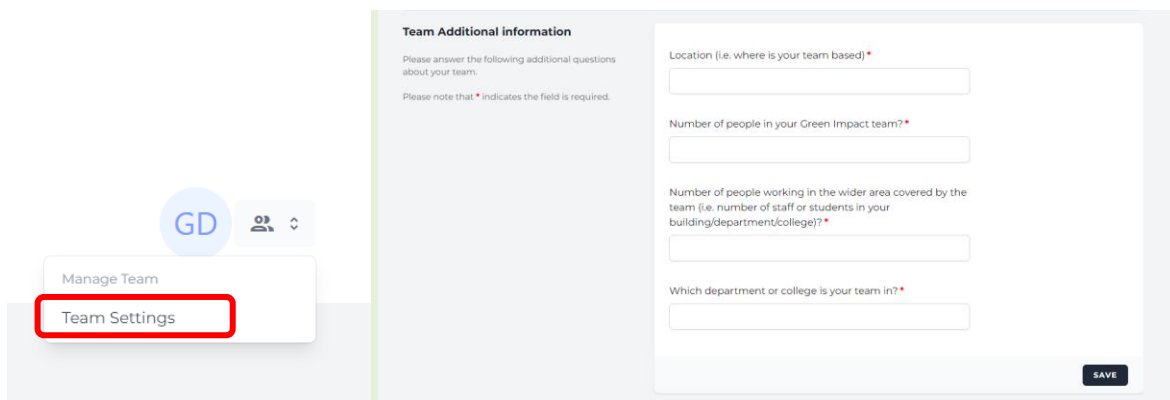 GD
Manage Team
Team Settings
Team Additional information
Please answer the following additional questions
about your team.
Please note that * indicates the field is required.
Location (i.e. where is your team based)*
Number of people in your Green Impact team?*
Number of people working in the wider area covered by the
team (i.e. number of staff or students in your
building/department/college)?*
Which department or college is your team in?*
SAVE